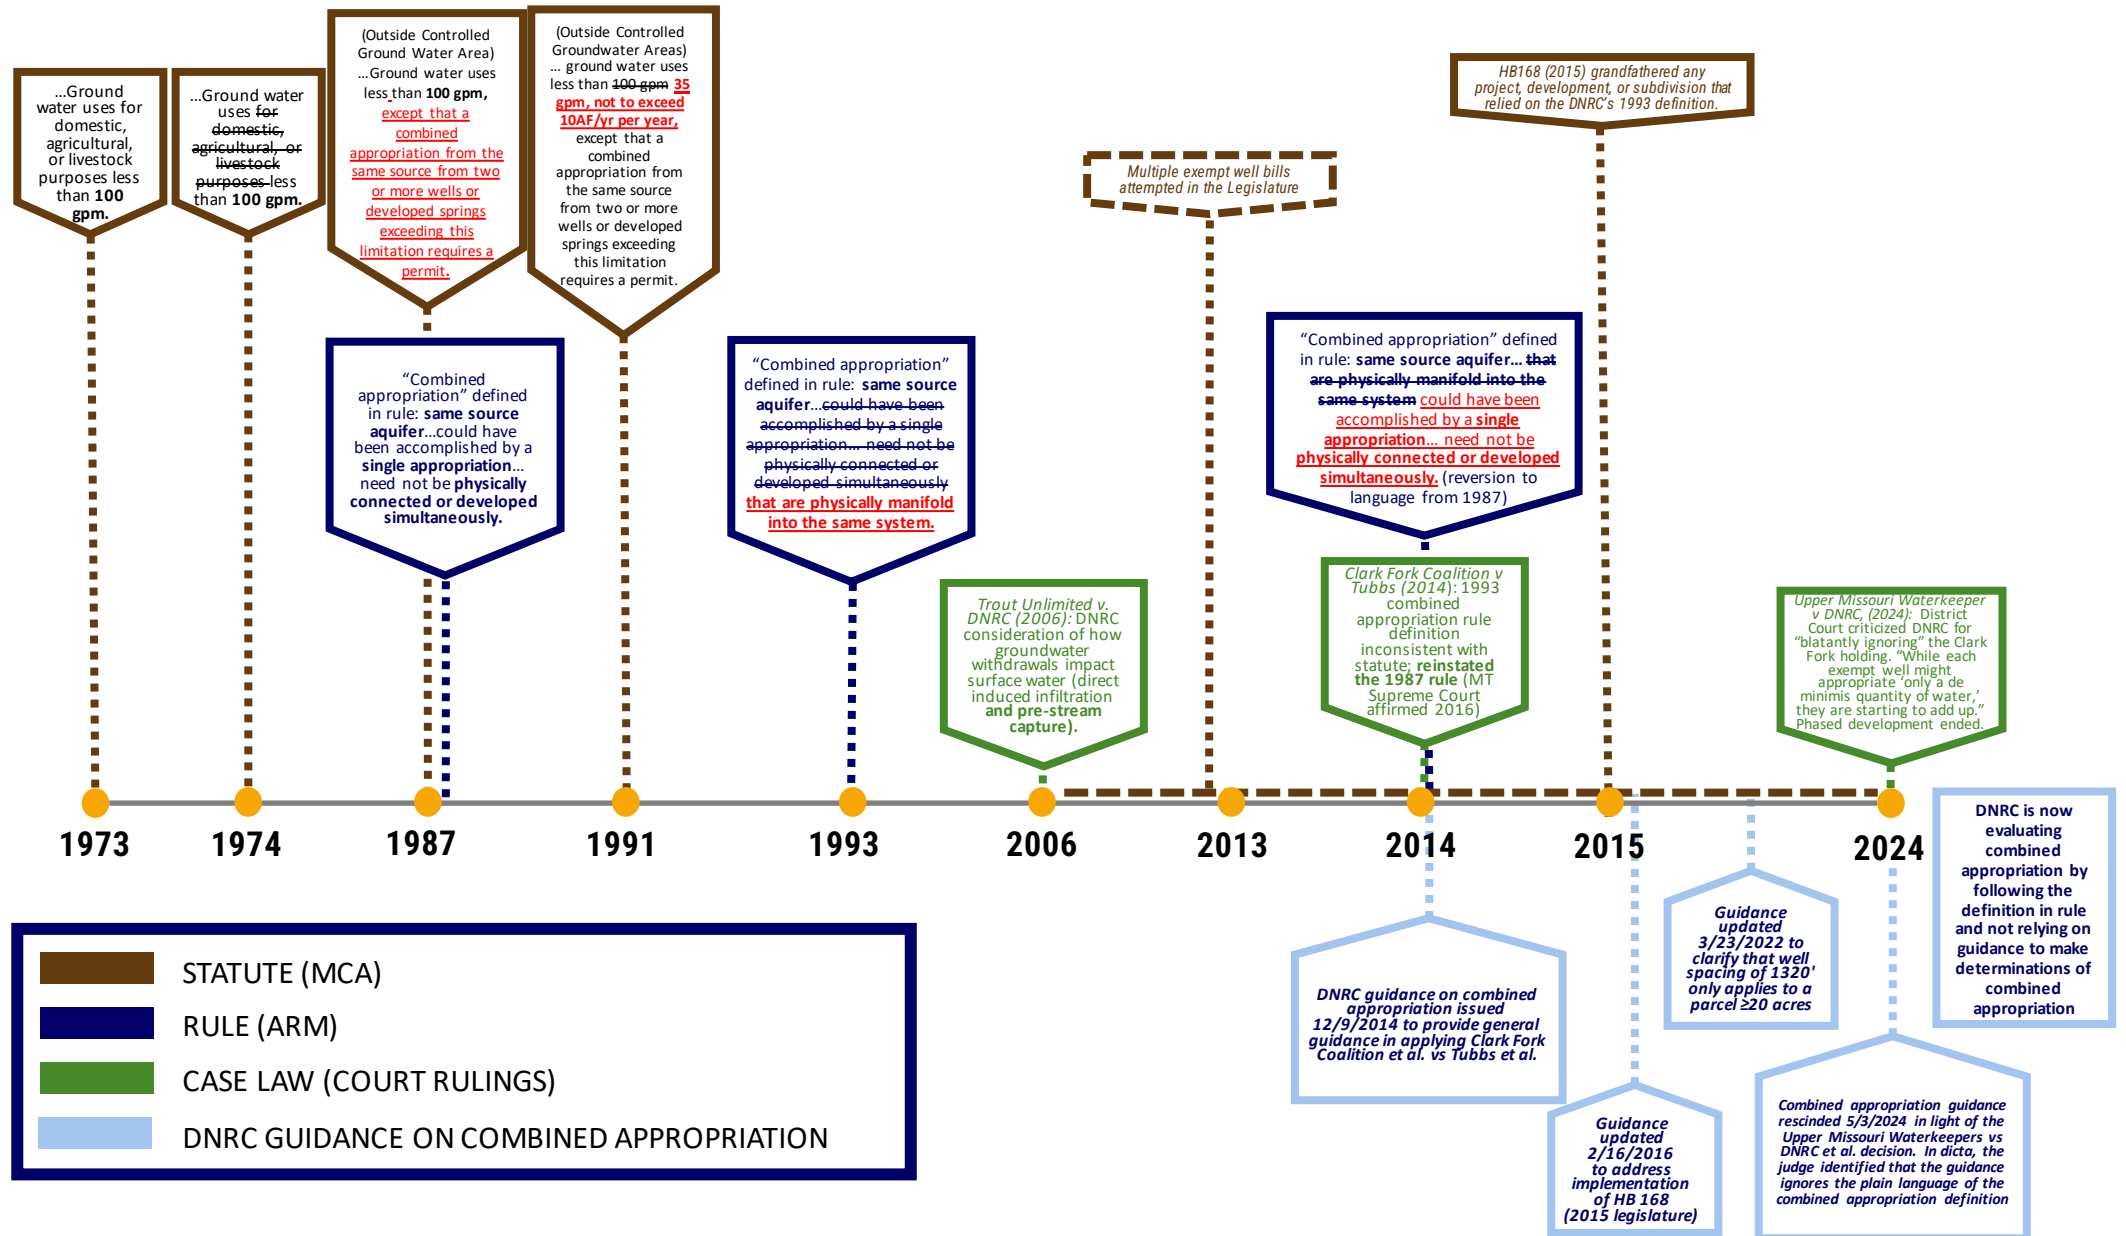 …Ground
water uses for
domestic,
agricultural,
or livestock
purposes less
than 100
gpm.
…Ground water
uses for
domestic,
agricultural, or
livestock
purposes less
than 100 gpm.
(Outside Controlled
Ground Water Area)
…Ground water uses
less than 100 gpm,
except that a
combined
appropriation from the
same source from two
or more wells or
developed springs
exceeding this
limitation requires a
permit.
(Outside Controlled
Groundwater Areas)
… ground water uses
less than 100 gpm 35
gpm, not to exceed
10AF/yr per year,
except that a
combined
appropriation from
the same source
from two or more
wells or developed
springs exceeding
this limitation
requires a permit.
Multiple exempt well bills
attempted in the Legislature
HB168 (2015) grandfathered any
project, development, or subdivision that
relied on the DNRC's 1993 definition.
“Combined
appropriation” defined
in rule: same source
aquifer…could have
been accomplished by a
single appropriation…
need not be physically
connected or developed
simultaneously.
“Combined appropriation”
defined in rule: same source
aquifer…could have been
accomplished by a single
appropriation… need not be
physically connected or
developed simultaneously
that are physically manifold
into the same system.
“Combined appropriation” defined
in rule: same source aquifer… that
are physically manifold into the
same system could have been
accomplished by a single
appropriation… need not be
physically connected or developed
simultaneously. (reversion to
language from 1987)
Trout Unlimited v.
DNRC (2006): DNRC
consideration of how
groundwater
withdrawals impact
surface water (direct
induced infiltration
and pre-stream
capture).
Clark Fork Coalition v
Tubbs (2014): 1993
combined
appropriation rule
definition
inconsistent with
statute; reinstated
the 1987 rule (MT
Supreme Court
affirmed 2016)
Upper Missouri Waterkeeper
v DNRC, (2024): District
Court criticized DNRC for
“blatantly ignoring” the Clark
Fork holding. “While each
exempt well might
appropriate ‘only a de
minimis quantity of water,’
they are starting to add up.”
Phased development ended.
1973
1974
1987
1991
1993
2006
2013
2014
2015
2024
DNRC is now
evaluating
combined
appropriation by
following the
definition in rule
and not relying on
guidance to make
determinations of
combined
appropriation
Guidance
updated
3/23/2022 to
clarify that well
spacing of 1320'
only applies to a
parcel ≥20 acres
DNRC guidance on combined
appropriation issued
12/9/2014 to provide general
guidance in applying Clark Fork
Coalition et al. vs Tubbs et al.
Guidance
updated
2/16/2016
to address
implementation
of HB 168
(2015 legislature)
Combined appropriation guidance
rescinded 5/3/2024 in light of the
Upper Missouri Waterkeepers vs
DNRC et al. decision. In dicta, the
judge identified that the guidance
ignores the plain language of the
combined appropriation definition
STATUTE (MCA)
RULE (ARM)
CASE LAW (COURT RULINGS)
DNRC GUIDANCE ON COMBINED APPROPRIATION